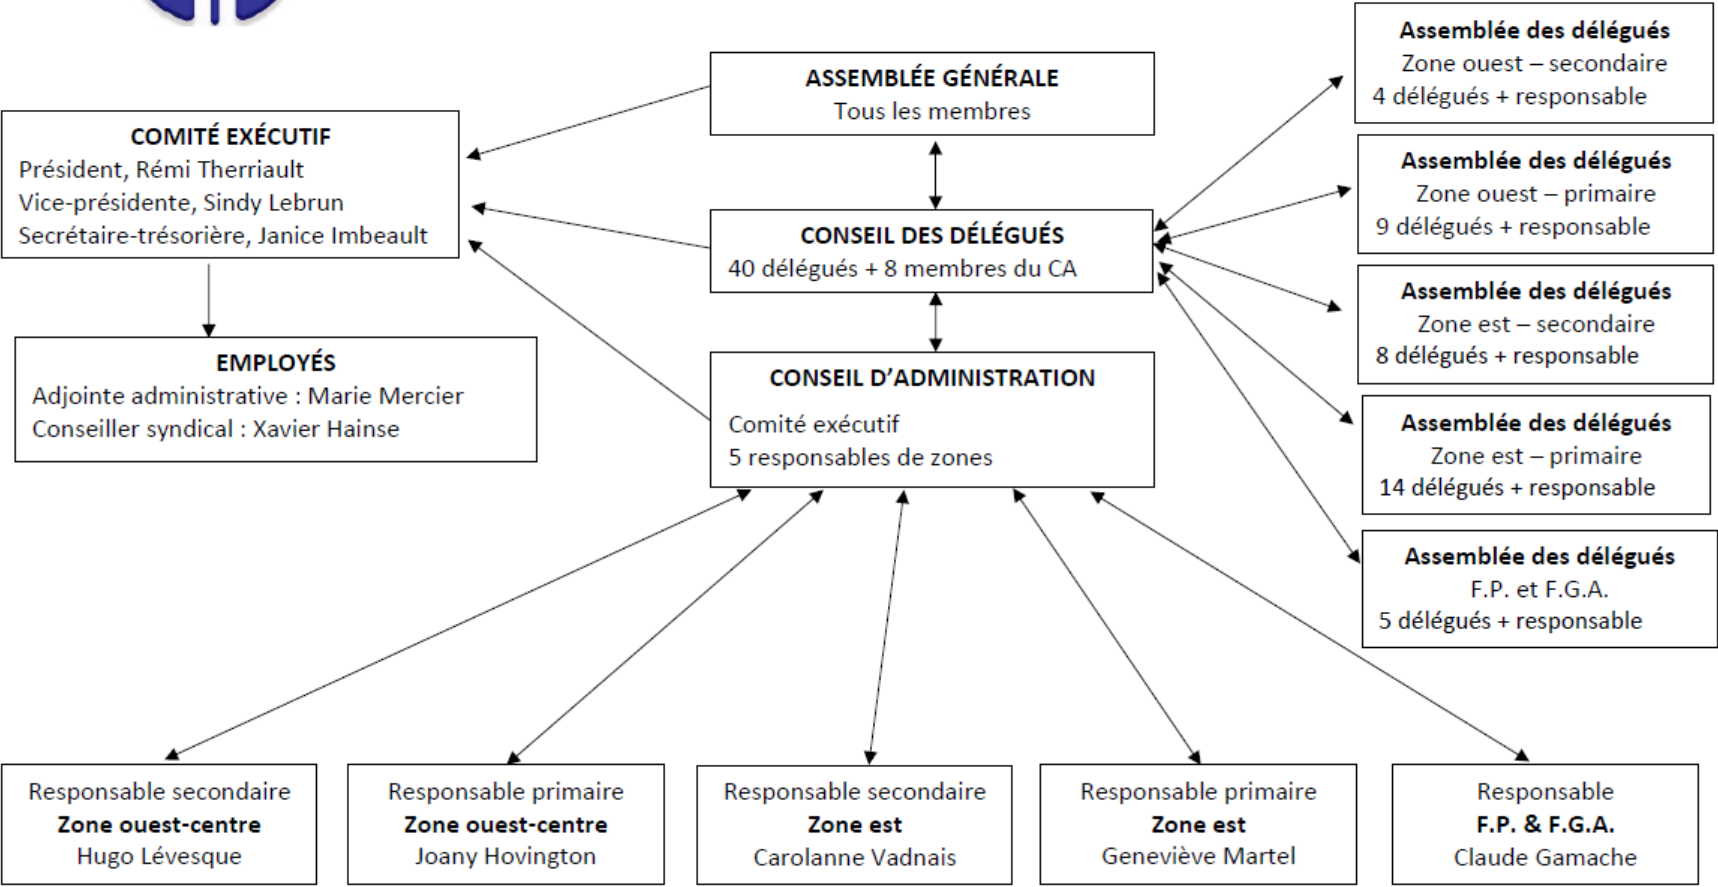 ASSEMBLÉE GÉNÉRALE
Tous les membres
COMITÉ EXÉCUTIF
Président, Rémi Therriault
Vice-présidente, Sindy Lebrun
Secrétaire-trésorière, Janice Imbeault
EMPLOYÉS
Adjointe administrative : Marie Mercier
Conseiller syndical : Xavier Hainse
CONSEIL DES DÉLÉGUÉS
40 délégués + 8 membres du CA
CONSEIL D’ADMINISTRATION
Comité exécutif
5 responsables de zones
Assemblée des délégués
Zone ouest – secondaire
4 délégués + responsable
Assemblée des délégués
Zone ouest – primaire
9 délégués + responsable
Assemblée des délégués
Zone est – secondaire
8 délégués + responsable
Assemblée des délégués
Zone est – primaire
14 délégués + responsable
Assemblée des délégués
F.P. et F.G.A.
5 délégués + responsable
Responsable secondaire
Zone ouest-centre
Hugo Lévesque
Responsable primaire
Zone ouest-centre
Joany Hovington
Responsable secondaire
Zone est
Carolanne Vadnais
Responsable primaire
Zone est
Geneviève Martel
Responsable
F.P. & F.G.A.
Claude Gamache